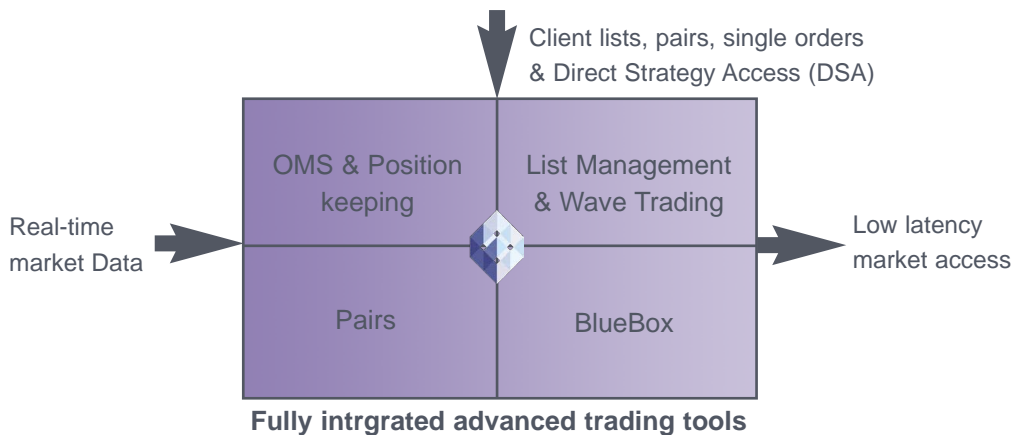 Client lists, pairs, single orders
& Direct Strategy Access (DSA)
OMS & Position
keeping
List Management
& Wave Trading
Real-time
market Data
Low latency
market access
Pairs
BlueBox
Fully intrgrated advanced trading tools